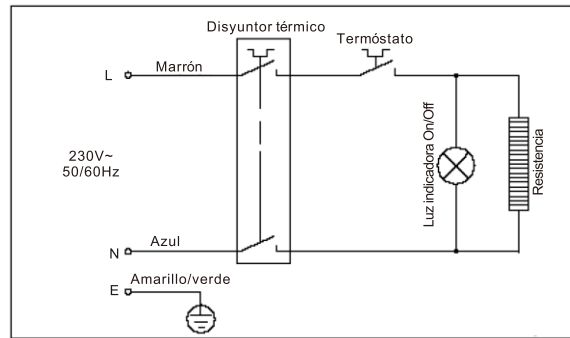 Disyuntor térmico
Termóstato
L
Marrón
230V~
50/60Hz
Luz indicadora On/Off
Resistencia
N
Azul
E
Amarillo/verde